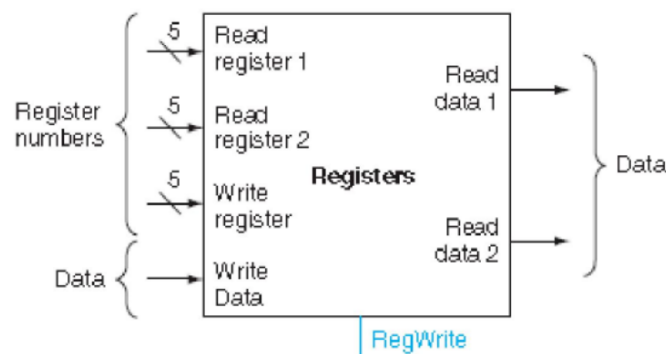 5
Read
register 1
Read
data 1
Register
numbers
5
Read
register 2
Registers
Data
5
Write
register
Read
data 2
Data
Write
Data
RegWrite